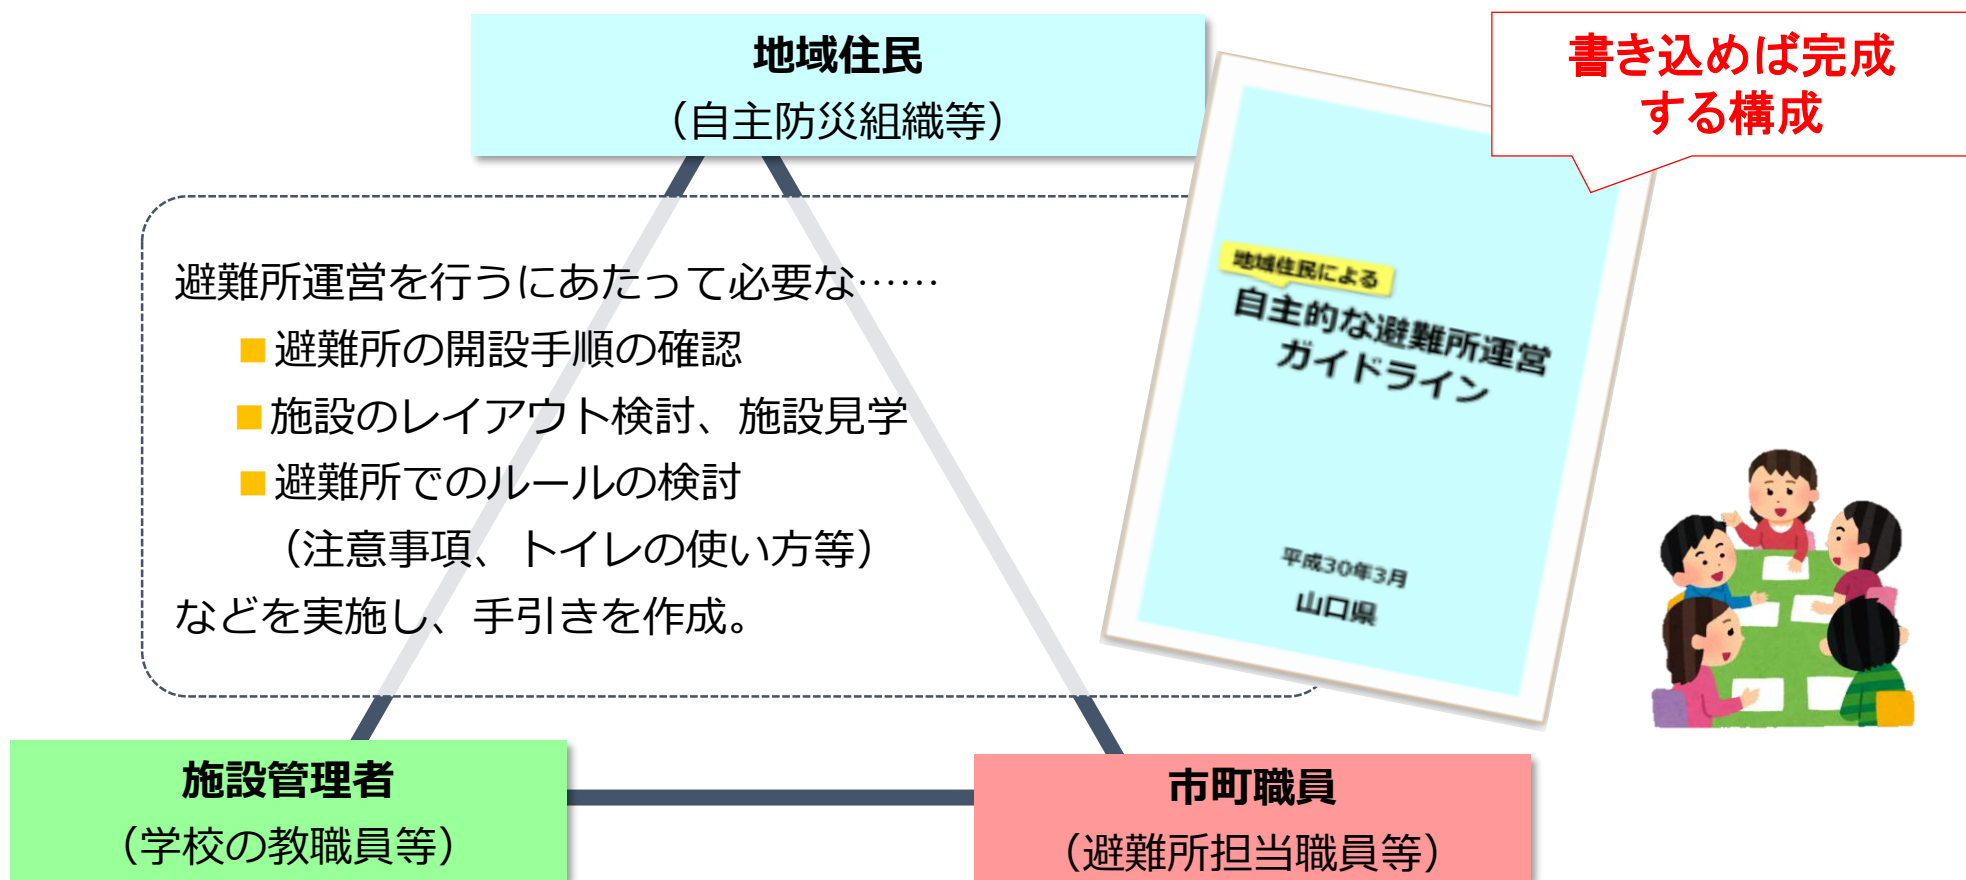 地域住民
（自主防災組織等）
書き込めば完成
する構成
避難所運営を行うにあたって必要な……
■避難所の開設手順の確認
■施設のレイアウト検討、施設見学
■避難所でのルールの検討
（注意事項、トイレの使い方等）
などを実施し、手引きを作成。
地域住民による
自主的な避難所運営
ガイドライン
平成30年3月
山口県
施設管理者
（学校の教職員等）
市町職員
（避難所担当職員等）